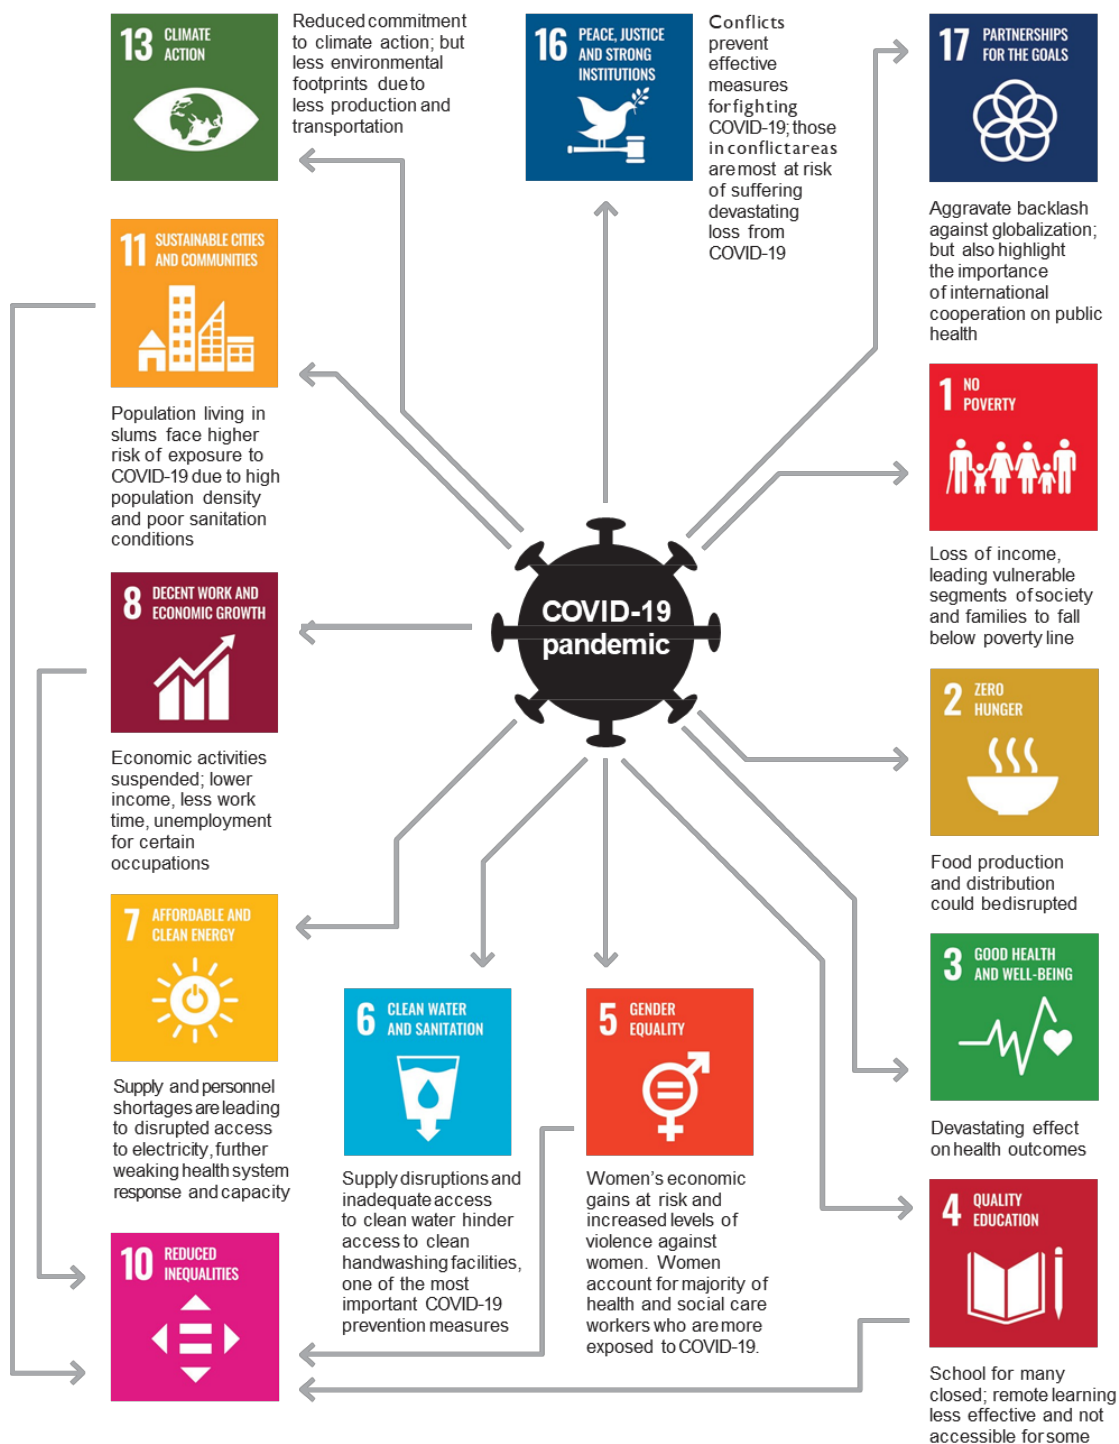 13 CLIMATE
ACTION
Reduced commitment
to climate action; but
less environmental
footprints due to
less production and
transportation
16 PEACE, JUSTICE
AND STRONG
INSTITUTIONS
Conflicts
prevent
effective
measures
for fighting
COVID-19; those
in conflict areas
are most at risk
of suffering
devastating
loss from
COVID-19
17 PARTNERSHIPS
FOR THE GOALS
Aggravate backlash
against globalization;
but also highlight
the importance
of international
cooperation on public
health
11 SUSTAINABLE CITIES
AND COMMUNITIES
Population living in
slums face higher
risk of exposure to
COVID-19 due to high
population density
and poor sanitation
conditions
1 NO
POVERTY
Loss of income,
leading vulnerable
segments of society
and families to fall
below poverty line
COVID-19
pandemic
8 DECENT WORK AND
ECONOMIC GROWTH
Economic activities
suspended; lower
income, less work
time, unemployment
for certain
occupations
2 ZERO
HUNGER
Food production
and distribution
could be disrupted
7 AFFORDABLE AND
CLEAN ENERGY
Supply and personnel
shortages are leading
to disrupted access
to electricity, further
weaking health system
response and capacity
6 CLEAN WATER
AND SANITATION
Supply disruptions and
inadequate access
to clean water hinder
access to clean
handwashing facilities,
one of the most
important COVID-19
prevention measures
5 GENDER
EQUALITY
Women's economic
gains at risk and
increased levels of
violence against
women. Women
account for majority of
health and social care
workers who are more
exposed to COVID-19.
3 GOOD HEALTH
AND WELL-BEING
Devastating effect
on health outcomes
10 REDUCED
INEQUALITIES
4 QUALITY
EDUCATION
School for many
closed; remote learning
less effective and not
accessible for some